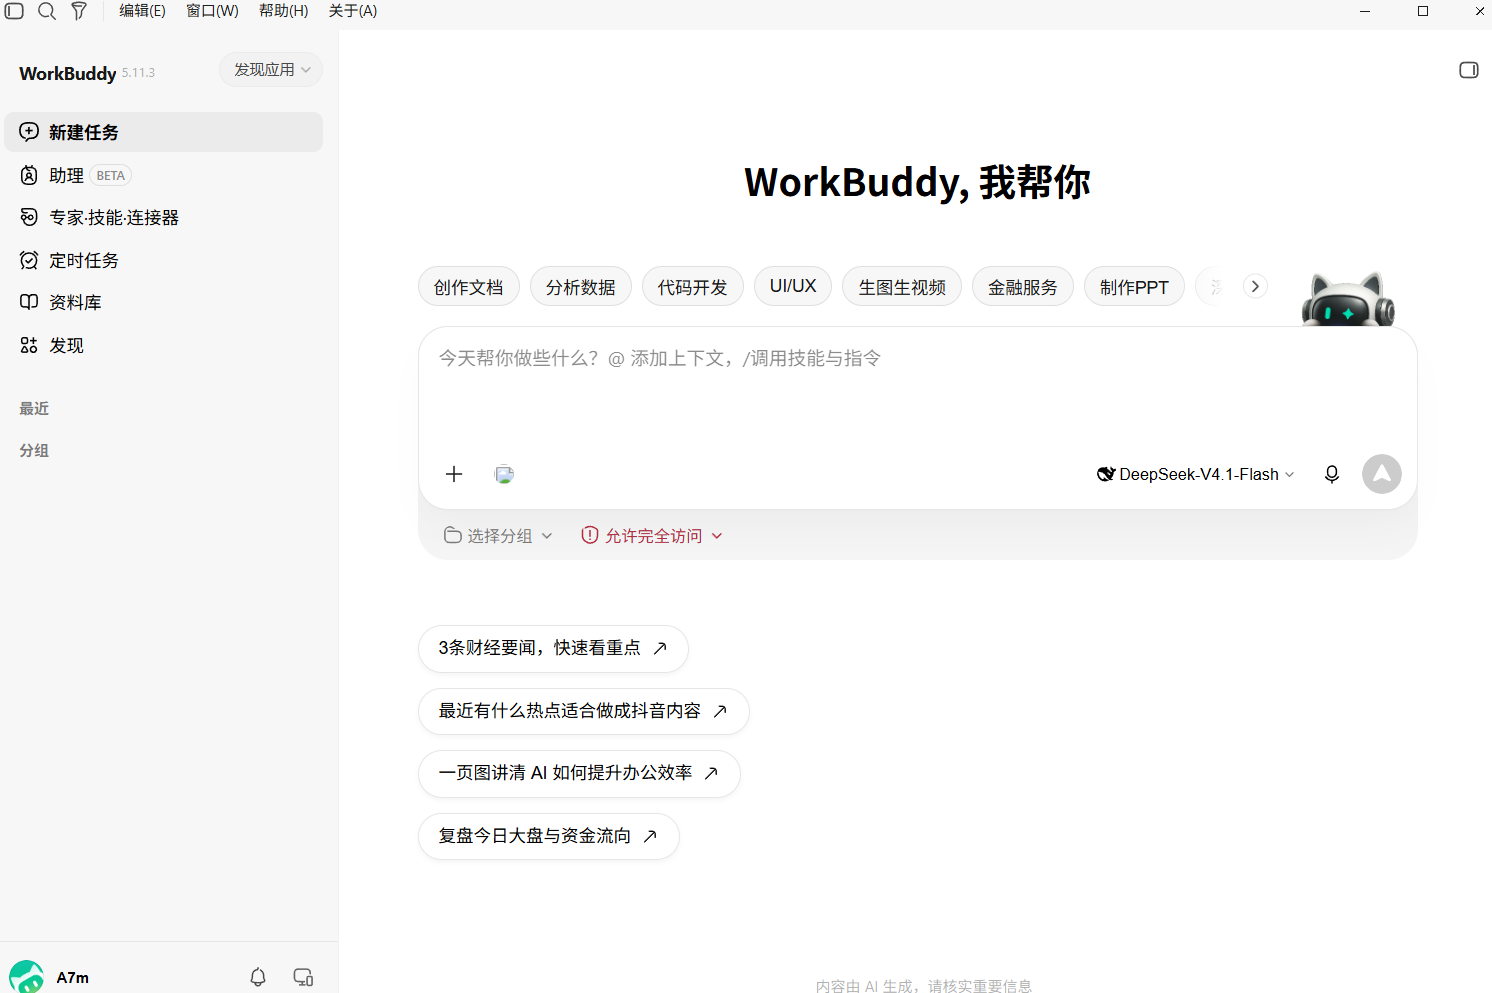 编辑(E) 窗口(W) 帮助(H) 关于(A)
WorkBuddy 5.11.3 发现应用
新建任务
助理 BETA
专家·技能·连接器
定时任务
资料库
发现
最近
分组
A7m
WorkBuddy, 我帮你
创作文档 分析数据 代码开发 UI/UX 生图生视频 金融服务 制作PPT
今天帮你做些什么？@ 添加上下文，/调用技能与指令
DeepSeek-V4.1-Flash
选择分组 允许完全访问
3条财经要闻，快速看重点
最近有什么热点适合做成抖音内容
一页图讲清 AI 如何提升办公效率
复盘今日大盘与资金流向
内容由 AI 生成，请核实重要信息